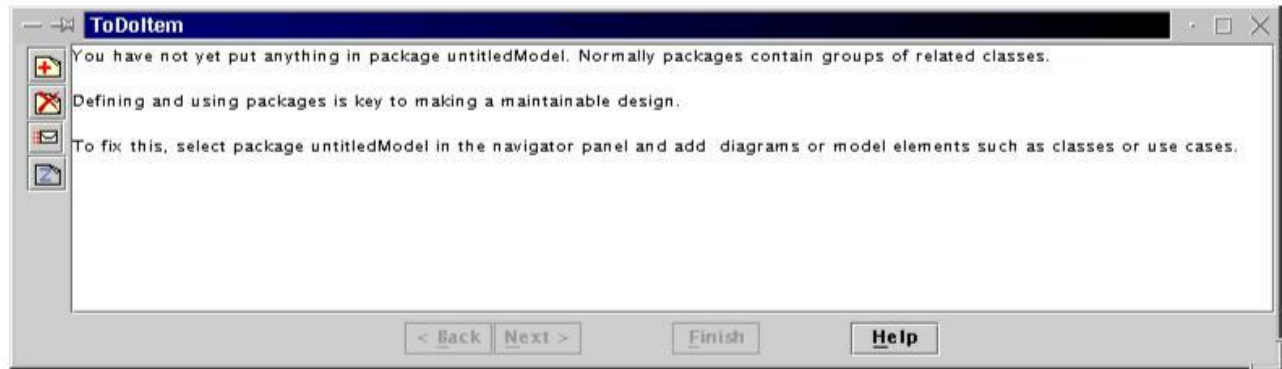 ToDoItem
You have not yet put anything in package untitledModel. Normally packages contain groups of related classes.
Defining and using packages is key to making a maintainable design.
To fix this, select package untitledModel in the navigator panel and add  diagrams or model elements such as classes or use cases.
< Back Next > Finish Help